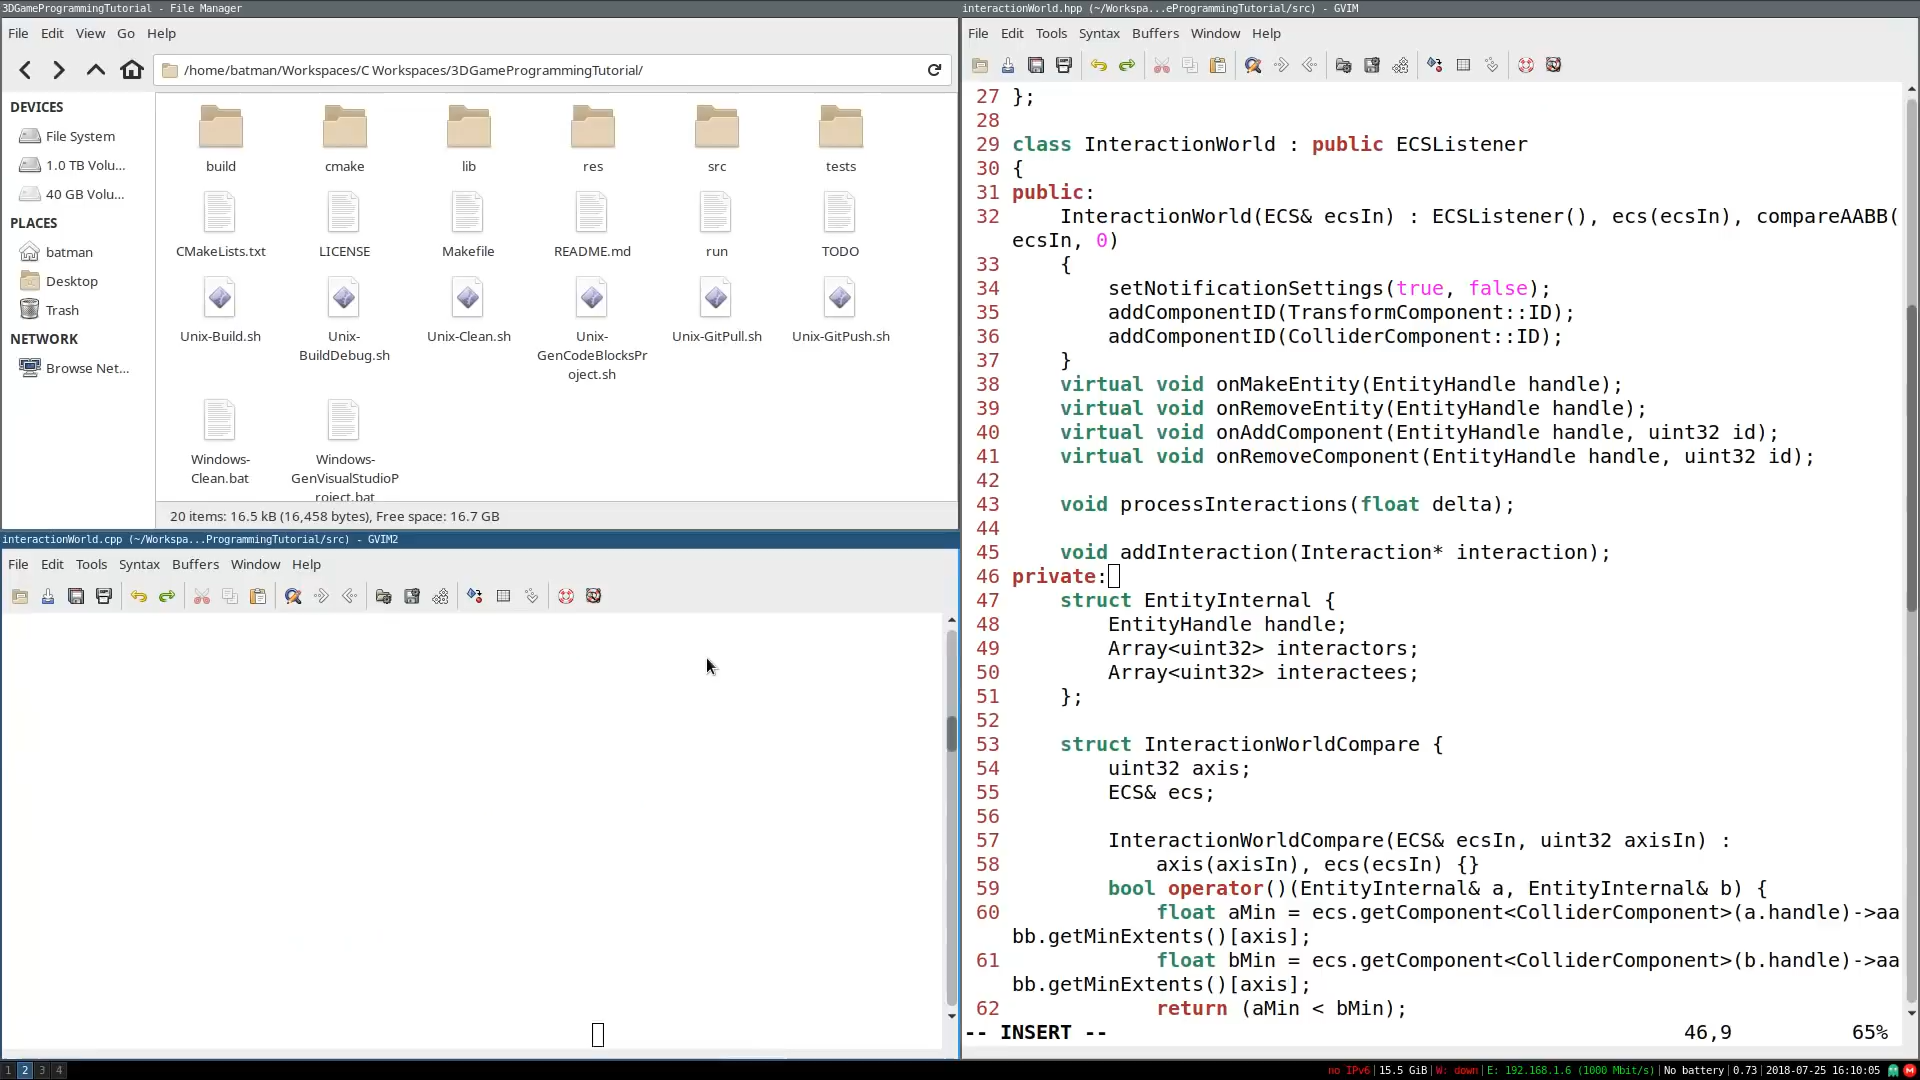 3DGameProgrammingTutorial - File Manager
File Edit View Go Help
/home/batman/Workspaces/C Workspaces/3DGameProgrammingTutorial/
DEVICES
File System
1.0 TB Volu...
40 GB Volu...
PLACES
batman
Desktop
Trash
NETWORK
Browse Net...
build cmake lib res src tests
CMakeLists.txt LICENSE Makefile README.md run TODO
Unix-Build.sh Unix-BuildDebug.sh Unix-Clean.sh Unix-GenCodeBlocksProject.sh Unix-GitPull.sh Unix-GitPush.sh
Windows-Clean.bat Windows-GenVisualStudioProject.bat
20 items: 16.5 kB (16,458 bytes), Free space: 16.7 GB
interactionWorld.cpp (~/Workspa...ProgrammingTutorial/src) - GVIM2
File Edit Tools Syntax Buffers Window Help
interactionWorld.hpp (~/Workspa...eProgrammingTutorial/src) - GVIM
File Edit Tools Syntax Buffers Window Help
27 };
28
29 class InteractionWorld : public ECSListener
30 {
31 public:
32     InteractionWorld(ECS& ecsIn) : ECSListener(), ecs(ecsIn), compareAABB(
ecsIn, 0)
33     {
34         setNotificationSettings(true, false);
35         addComponentID(TransformComponent::ID);
36         addComponentID(ColliderComponent::ID);
37     }
38     virtual void onMakeEntity(EntityHandle handle);
39     virtual void onRemoveEntity(EntityHandle handle);
40     virtual void onAddComponent(EntityHandle handle, uint32 id);
41     virtual void onRemoveComponent(EntityHandle handle, uint32 id);
42
43     void processInteractions(float delta);
44
45     void addInteraction(Interaction* interaction);
46 private:
47     struct EntityInternal {
48         EntityHandle handle;
49         Array<uint32> interactors;
50         Array<uint32> interactees;
51     };
52
53     struct InteractionWorldCompare {
54         uint32 axis;
55         ECS& ecs;
56
57         InteractionWorldCompare(ECS& ecsIn, uint32 axisIn) :
58             axis(axisIn), ecs(ecsIn) {}
59         bool operator()(EntityInternal& a, EntityInternal& b) {
60             float aMin = ecs.getComponent<ColliderComponent>(a.handle)->aa
bb.getMinExtents()[axis];
61             float bMin = ecs.getComponent<ColliderComponent>(b.handle)->aa
bb.getMinExtents()[axis];
62             return (aMin < bMin);
-- INSERT -- 46,9 65%
1 2 3 4
no IPv6|15.5 GiB|W: down|E: 192.168.1.6 (1000 Mbit/s)|No battery|0.73|2018-07-25 16:10:05